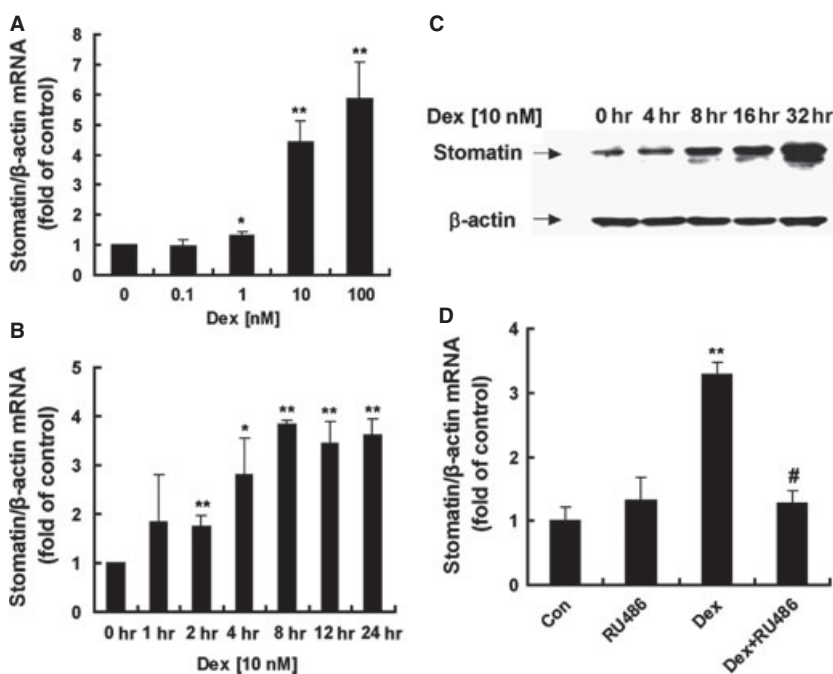 A
Stomatin/β-actin mRNA
(fold of control)
8
7
6
5
4
3
2
1
0
*
**
**
0 0.1 1 10 100
Dex [nM]
B
Stomatin/β-actin mRNA
(fold of control)
5
4
3
2
1
0
**
*
**
**
**
0 hr 1 hr 2 hr 4 hr 8 hr 12 hr 24 hr
Dex [10 nM]
C
Dex [10 nM] 0 hr 4 hr 8 hr 16 hr 32 hr
Stomatin
β-actin
D
Stomatin/β-actin mRNA
(fold of control)
4
3
2
1
0
**
#
Con RU486 Dex Dex+RU486